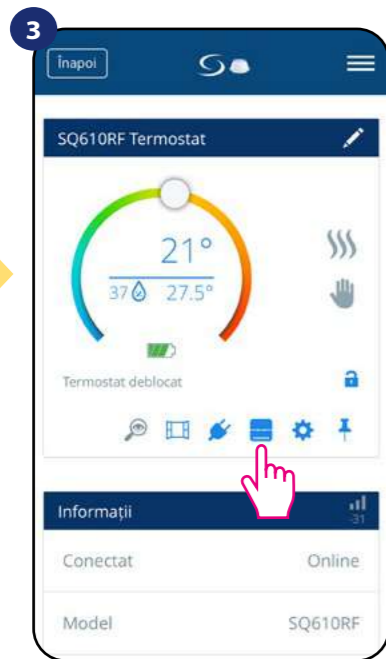 3
Înapoi
SQ610RF Termostat
21°
37 27.5°
Termostat deblocat
Informații
-31
Conectat Online
Model SQ610RF